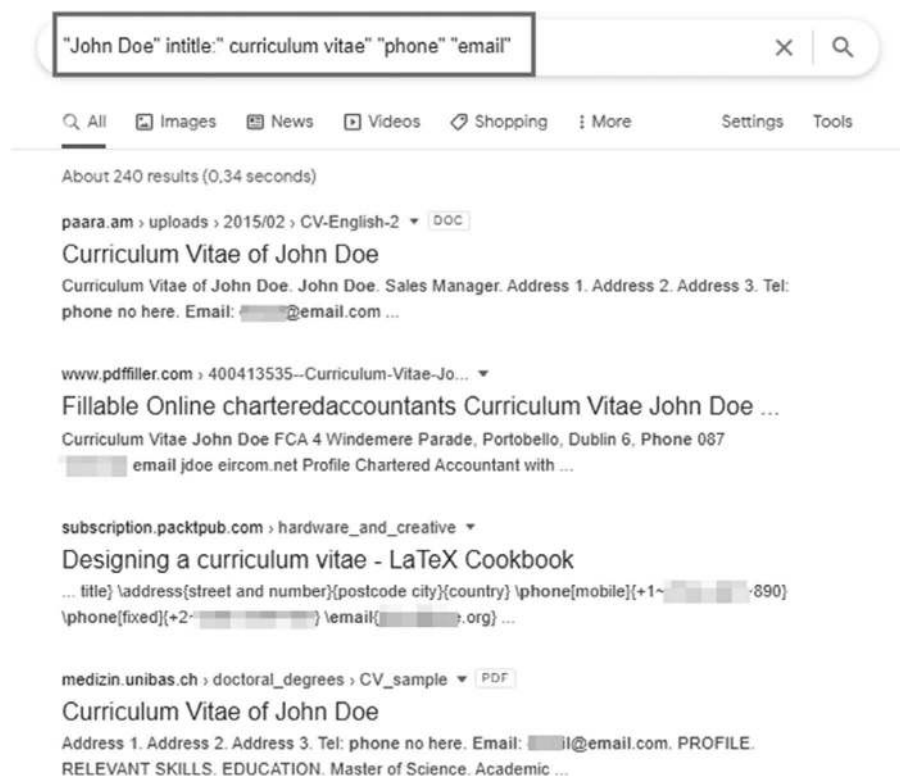 "John Doe" intitle:" curriculum vitae" "phone" "email"
All Images News Videos Shopping More Settings Tools
About 240 results (0,34 seconds)
paara.am › uploads › 2015/02 › CV-English-2 DOC
Curriculum Vitae of John Doe
Curriculum Vitae of John Doe. John Doe. Sales Manager. Address 1. Address 2. Address 3. Tel:
phone no here. Email: @email.com ...
www.pdffiller.com › 400413535--Curriculum-Vitae-Jo...
Fillable Online charteredaccountants Curriculum Vitae John Doe ...
Curriculum Vitae John Doe FCA 4 Windemere Parade, Portobello, Dublin 6, Phone 087
email jdoe eircom.net Profile Chartered Accountant with ...
subscription.packtpub.com › hardware_and_creative
Designing a curriculum vitae - LaTeX Cookbook
... title} \address{street and number}{postcode city}{country} \phone[mobile]{+1~ -890}
\phone[fixed]{+2~ } \email{ .org} ...
medizin.unibas.ch › doctoral_degrees › CV_sample PDF
Curriculum Vitae of John Doe
Address 1. Address 2. Address 3. Tel: phone no here. Email: il@email.com. PROFILE.
RELEVANT SKILLS. EDUCATION. Master of Science. Academic ...